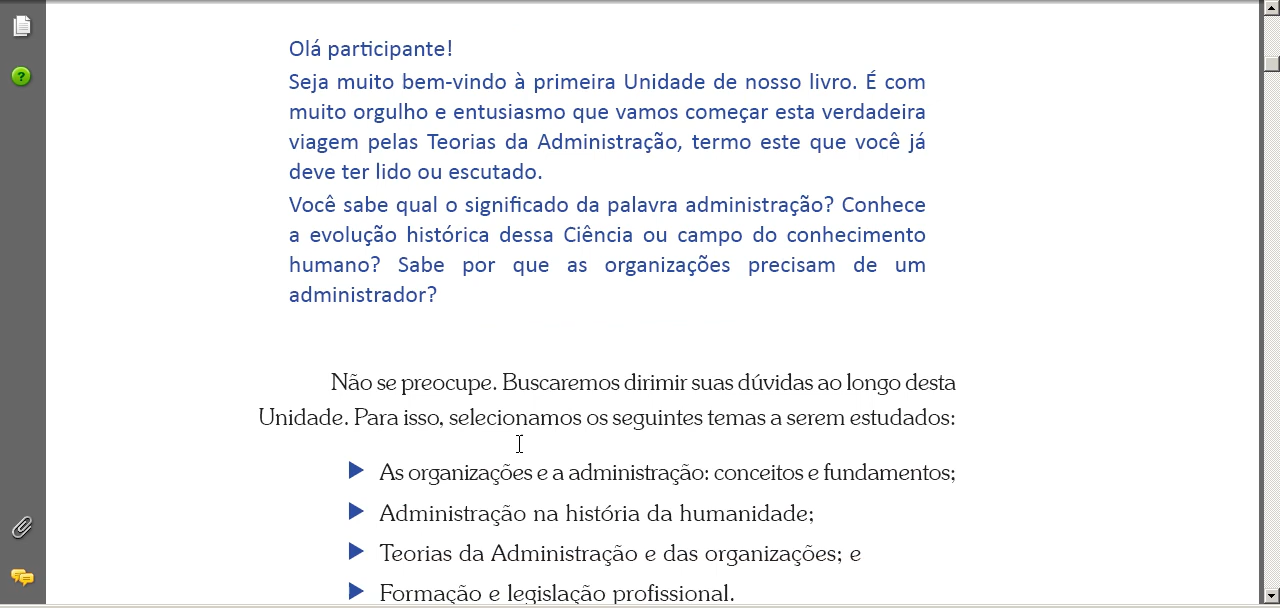 Olá participante!
Seja muito bem-vindo à primeira Unidade de nosso livro. É com
muito orgulho e entusiasmo que vamos começar esta verdadeira
viagem pelas Teorias da Administração, termo este que você já
deve ter lido ou escutado.
Você sabe qual o significado da palavra administração? Conhece
a evolução histórica dessa Ciência ou campo do conhecimento
humano? Sabe por que as organizações precisam de um
administrador?
Não se preocupe. Buscaremos dirimir suas dúvidas ao longo desta
Unidade. Para isso, selecionamos os seguintes temas a serem estudados:
As organizações e a administração: conceitos e fundamentos;
Administração na história da humanidade;
Teorias da Administração e das organizações; e
Formação e legislação profissional.